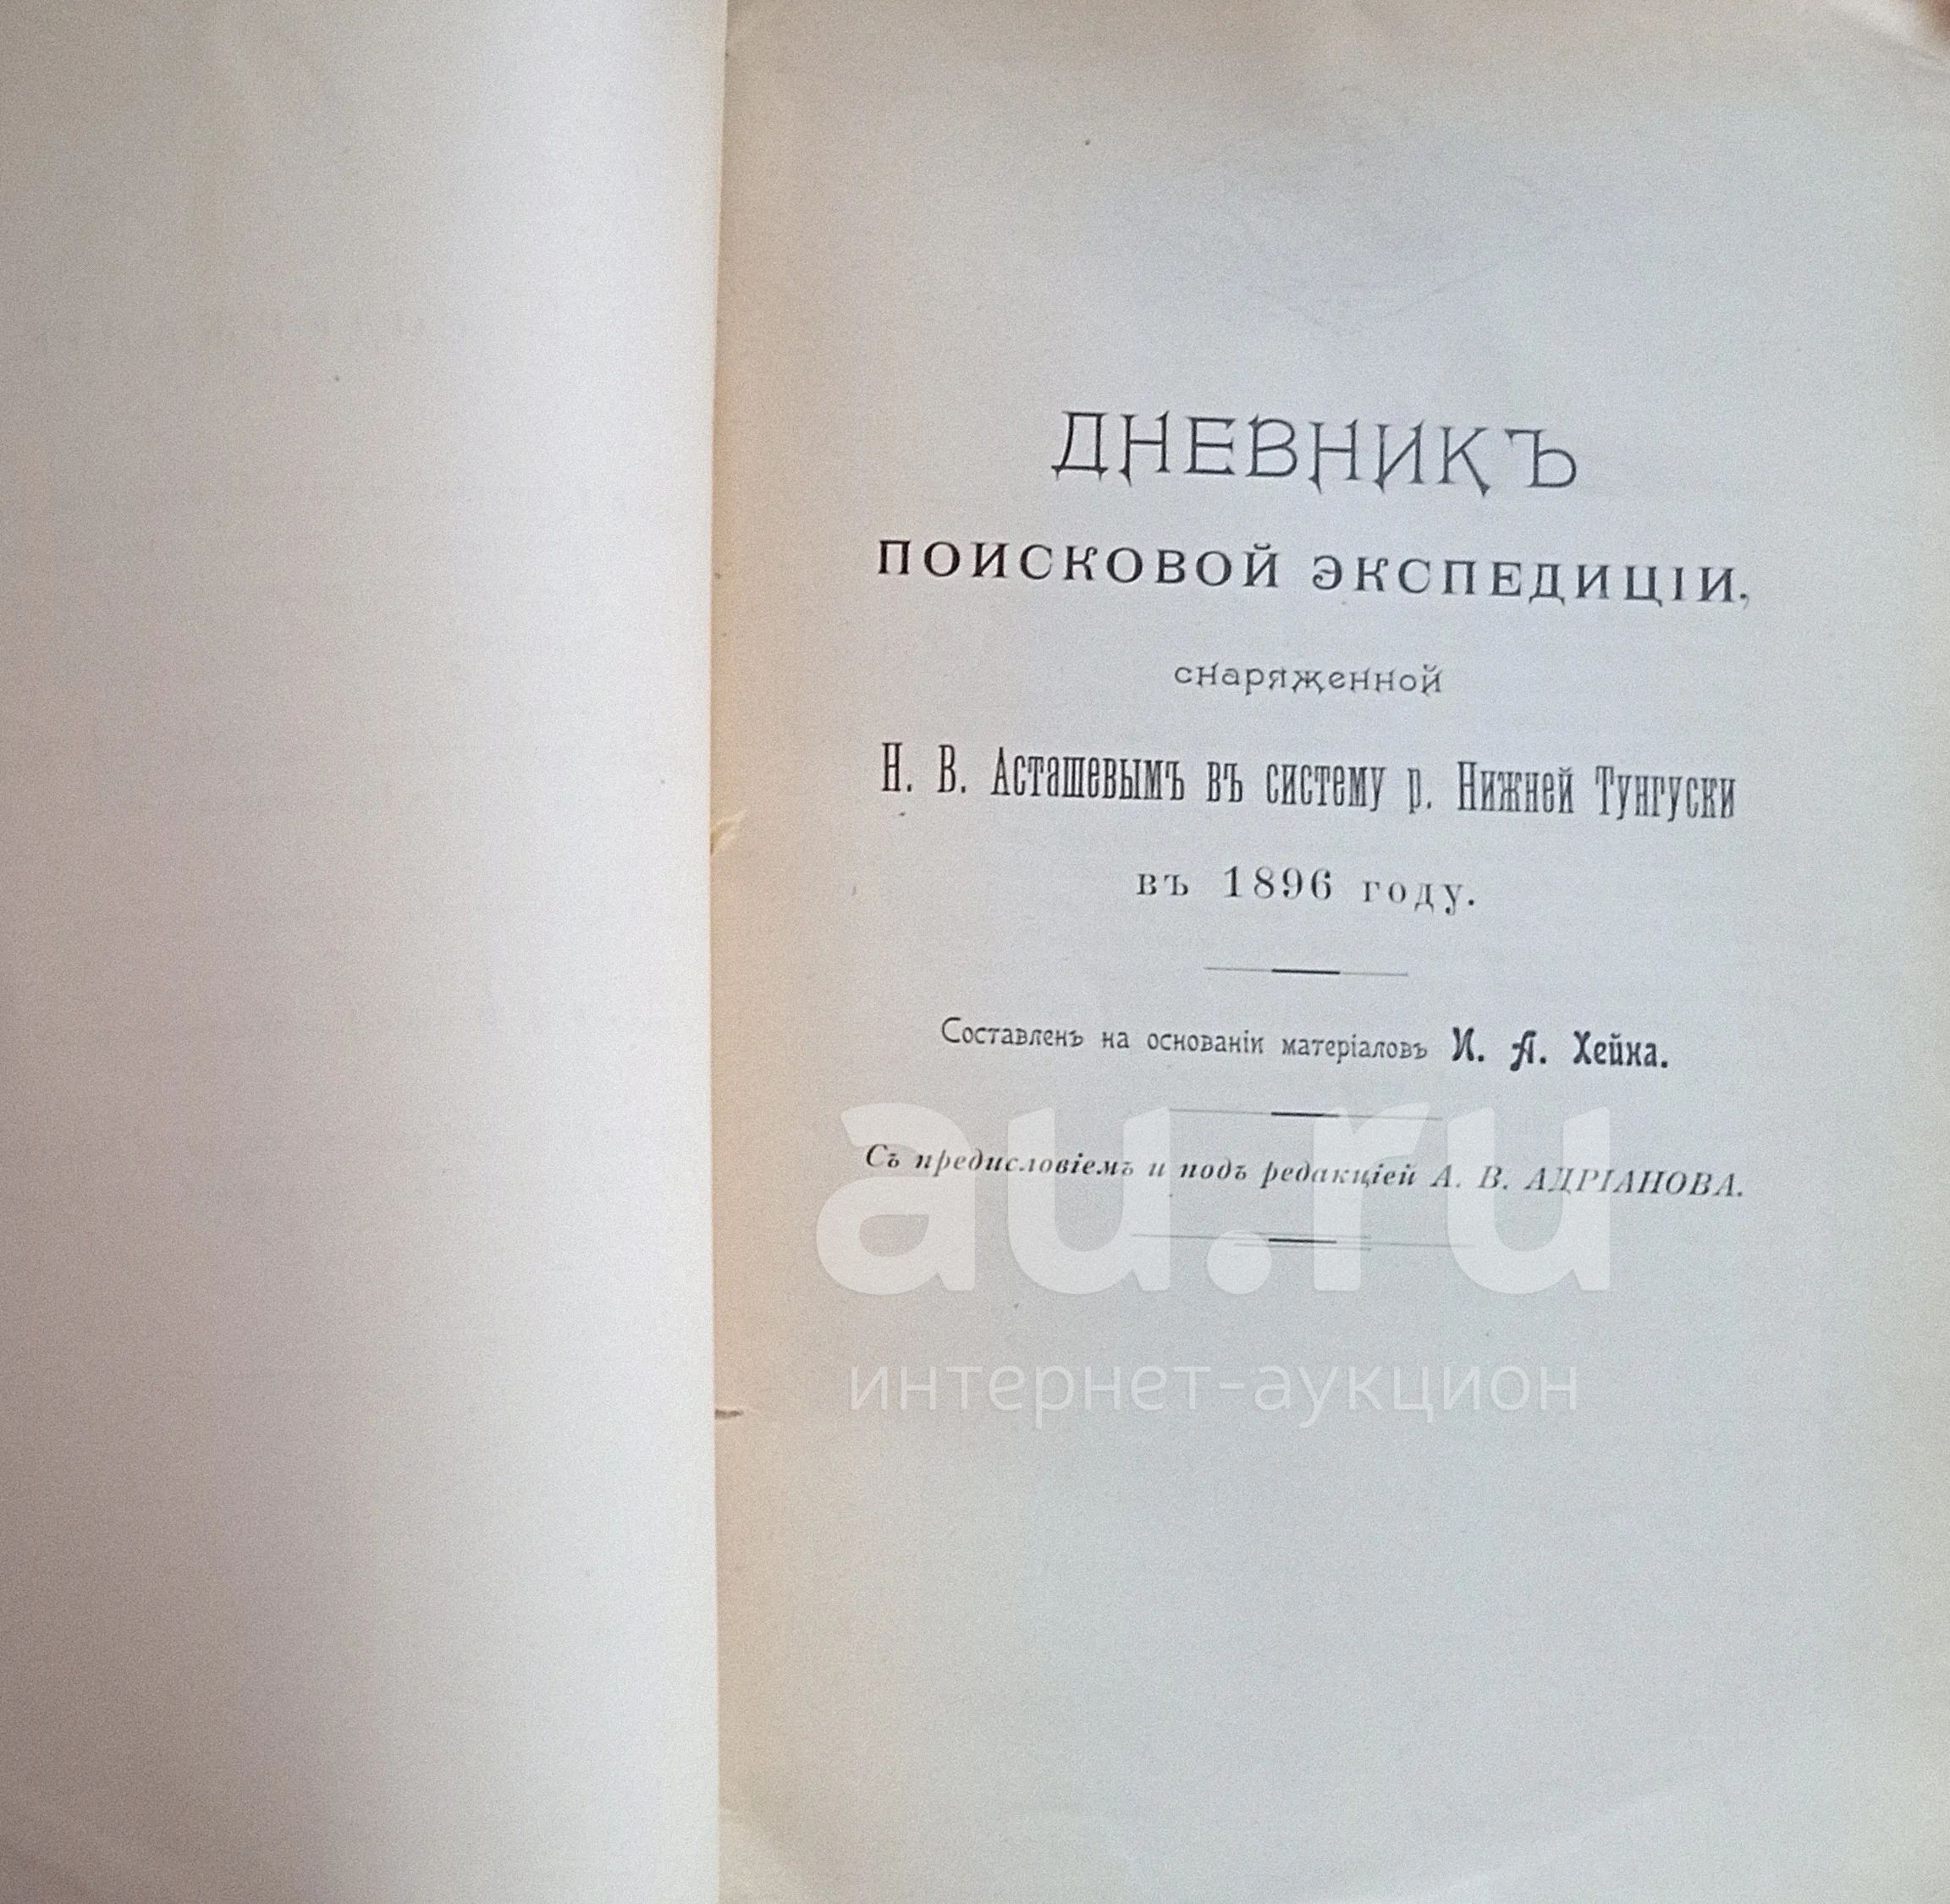 ДНЕВНИКЪ
ПОИСКОВОЙ ЭКСПЕДИЦІИ,
снаряженной
Н. В. Асташевымъ въ систему р. Нижней Тунгуски
въ 1896 году.
Составленъ на основаніи матеріаловъ И. А. Хейна.
Съ предисловіемъ и подъ редакціей А. В. АДРІАНОВА.
au.ru
интернет-аукцион